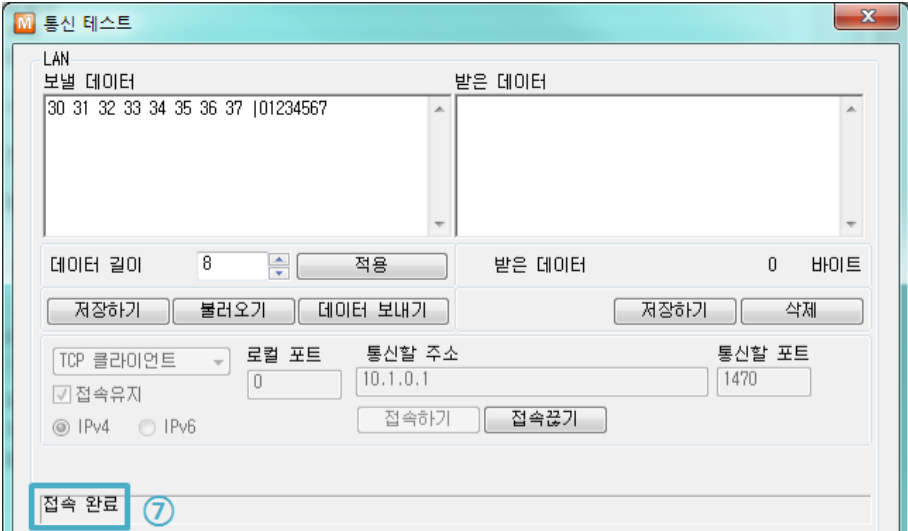 M 통신 테스트
LAN
보낼 데이터
받은 데이터
30 31 32 33 34 35 36 37 |01234567
데이터 길이 8 적용
받은 데이터 0 바이트
저장하기 불러오기 데이터 보내기
저장하기 삭제
TCP 클라이언트
로컬 포트
통신할 주소
통신할 포트
0
10.1.0.1
1470
접속유지
접속하기 접속끊기
IPv4 IPv6
접속 완료 ⑦